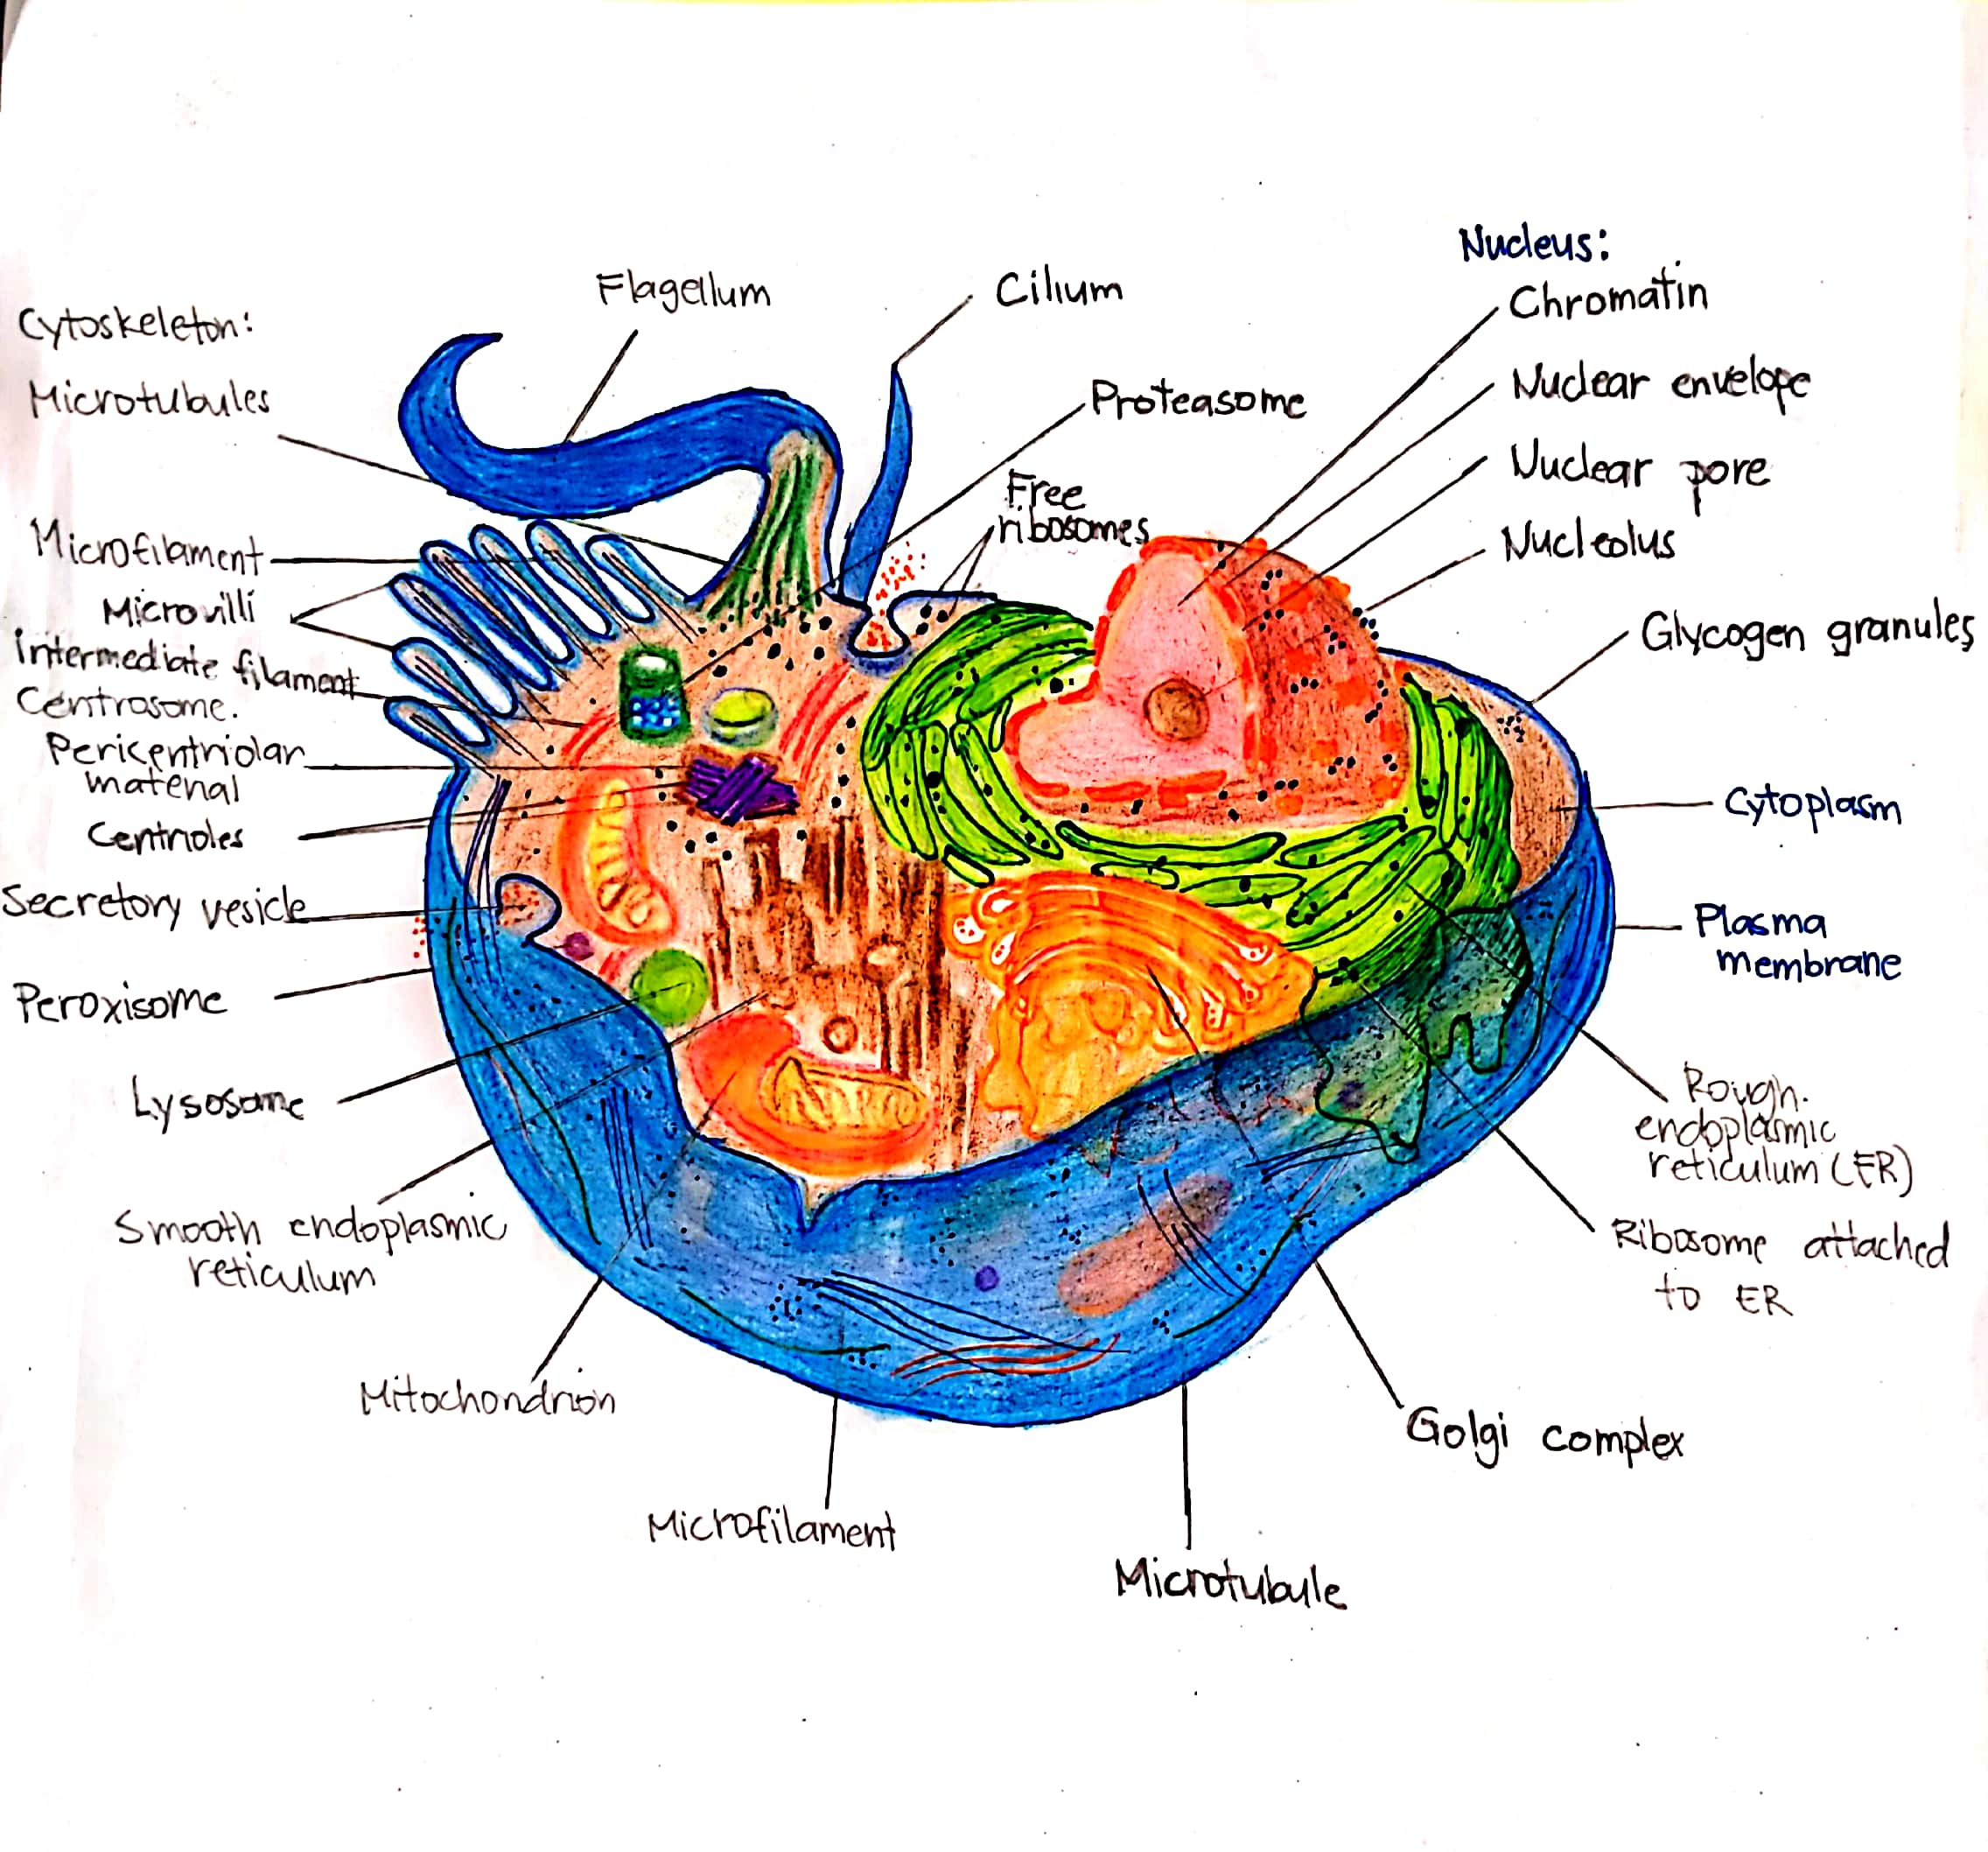 Nucleus:
Chromatin
Nuclear envelope
Nuclear pore
Nucleolus
Glycogen granules
Cytoplasm
Plasma
membrane
Rough.
endoplasmic
reticulum (ER)
Ribosome attached
to ER
Golgi complex
Microtubule
Microfilament
Mitochondrion
Smooth endoplasmic
reticulum
Lysosome
Peroxisome
Secretory vesicle
Centrioles
Pericentriolar
material
Centrosome.
Intermediate filament
Microvilli
Microfilament
Microtubules
Cytoskeleton:
Flagellum
Cilium
Proteasome
Free
ribosomes